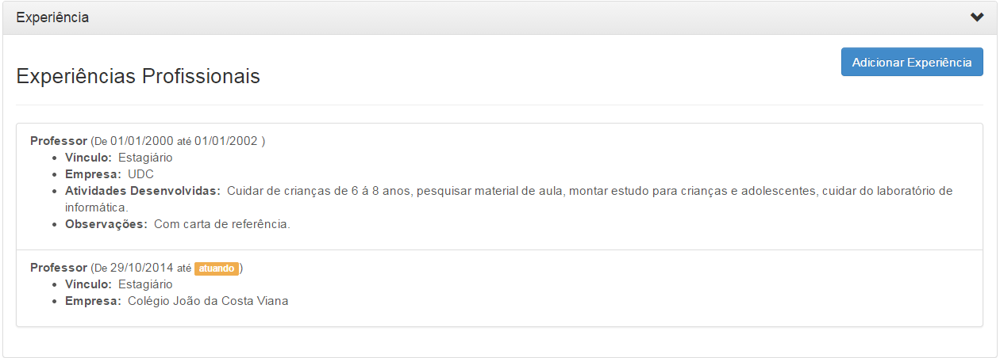 Experiência
Adicionar Experiência
Experiências Profissionais
Professor (De 01/01/2000 até 01/01/2002 )
Vínculo: Estagiário
Empresa: UDC
Atividades Desenvolvidas: Cuidar de crianças de 6 á 8 anos, pesquisar material de aula, montar estudo para crianças e adolescentes, cuidar do laboratório de
informática.
Observações: Com carta de referência.
Professor (De 29/10/2014 até atuando)
Vínculo: Estagiário
Empresa: Colégio João da Costa Viana